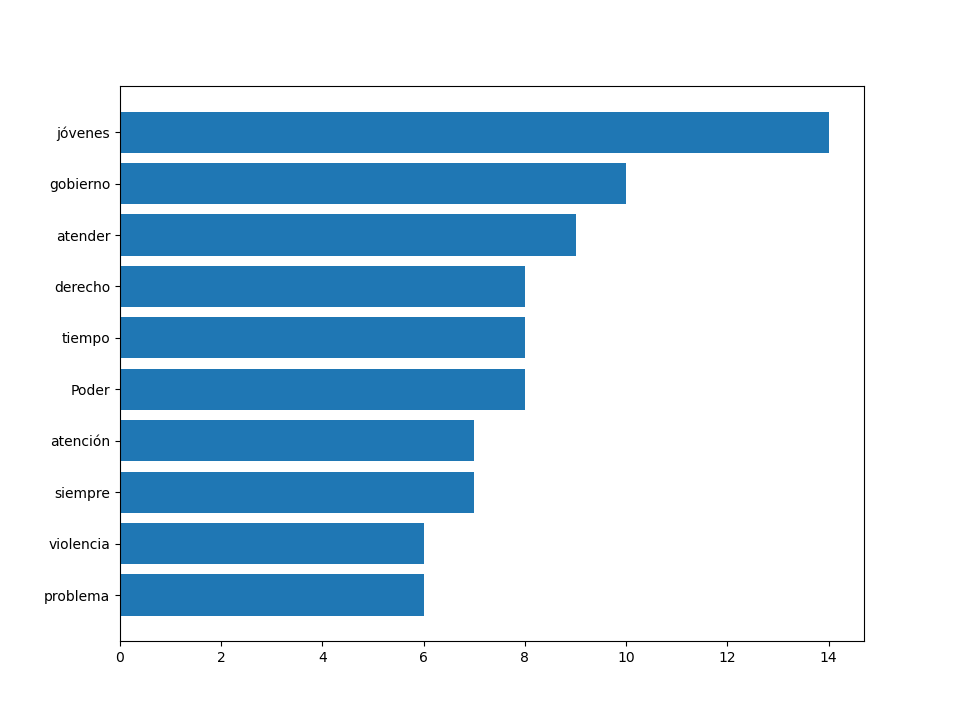 jóvenes
gobierno
atender
derecho
tiempo
Poder
atención
siempre
violencia
problema
0 2 4 6 8 10 12 14